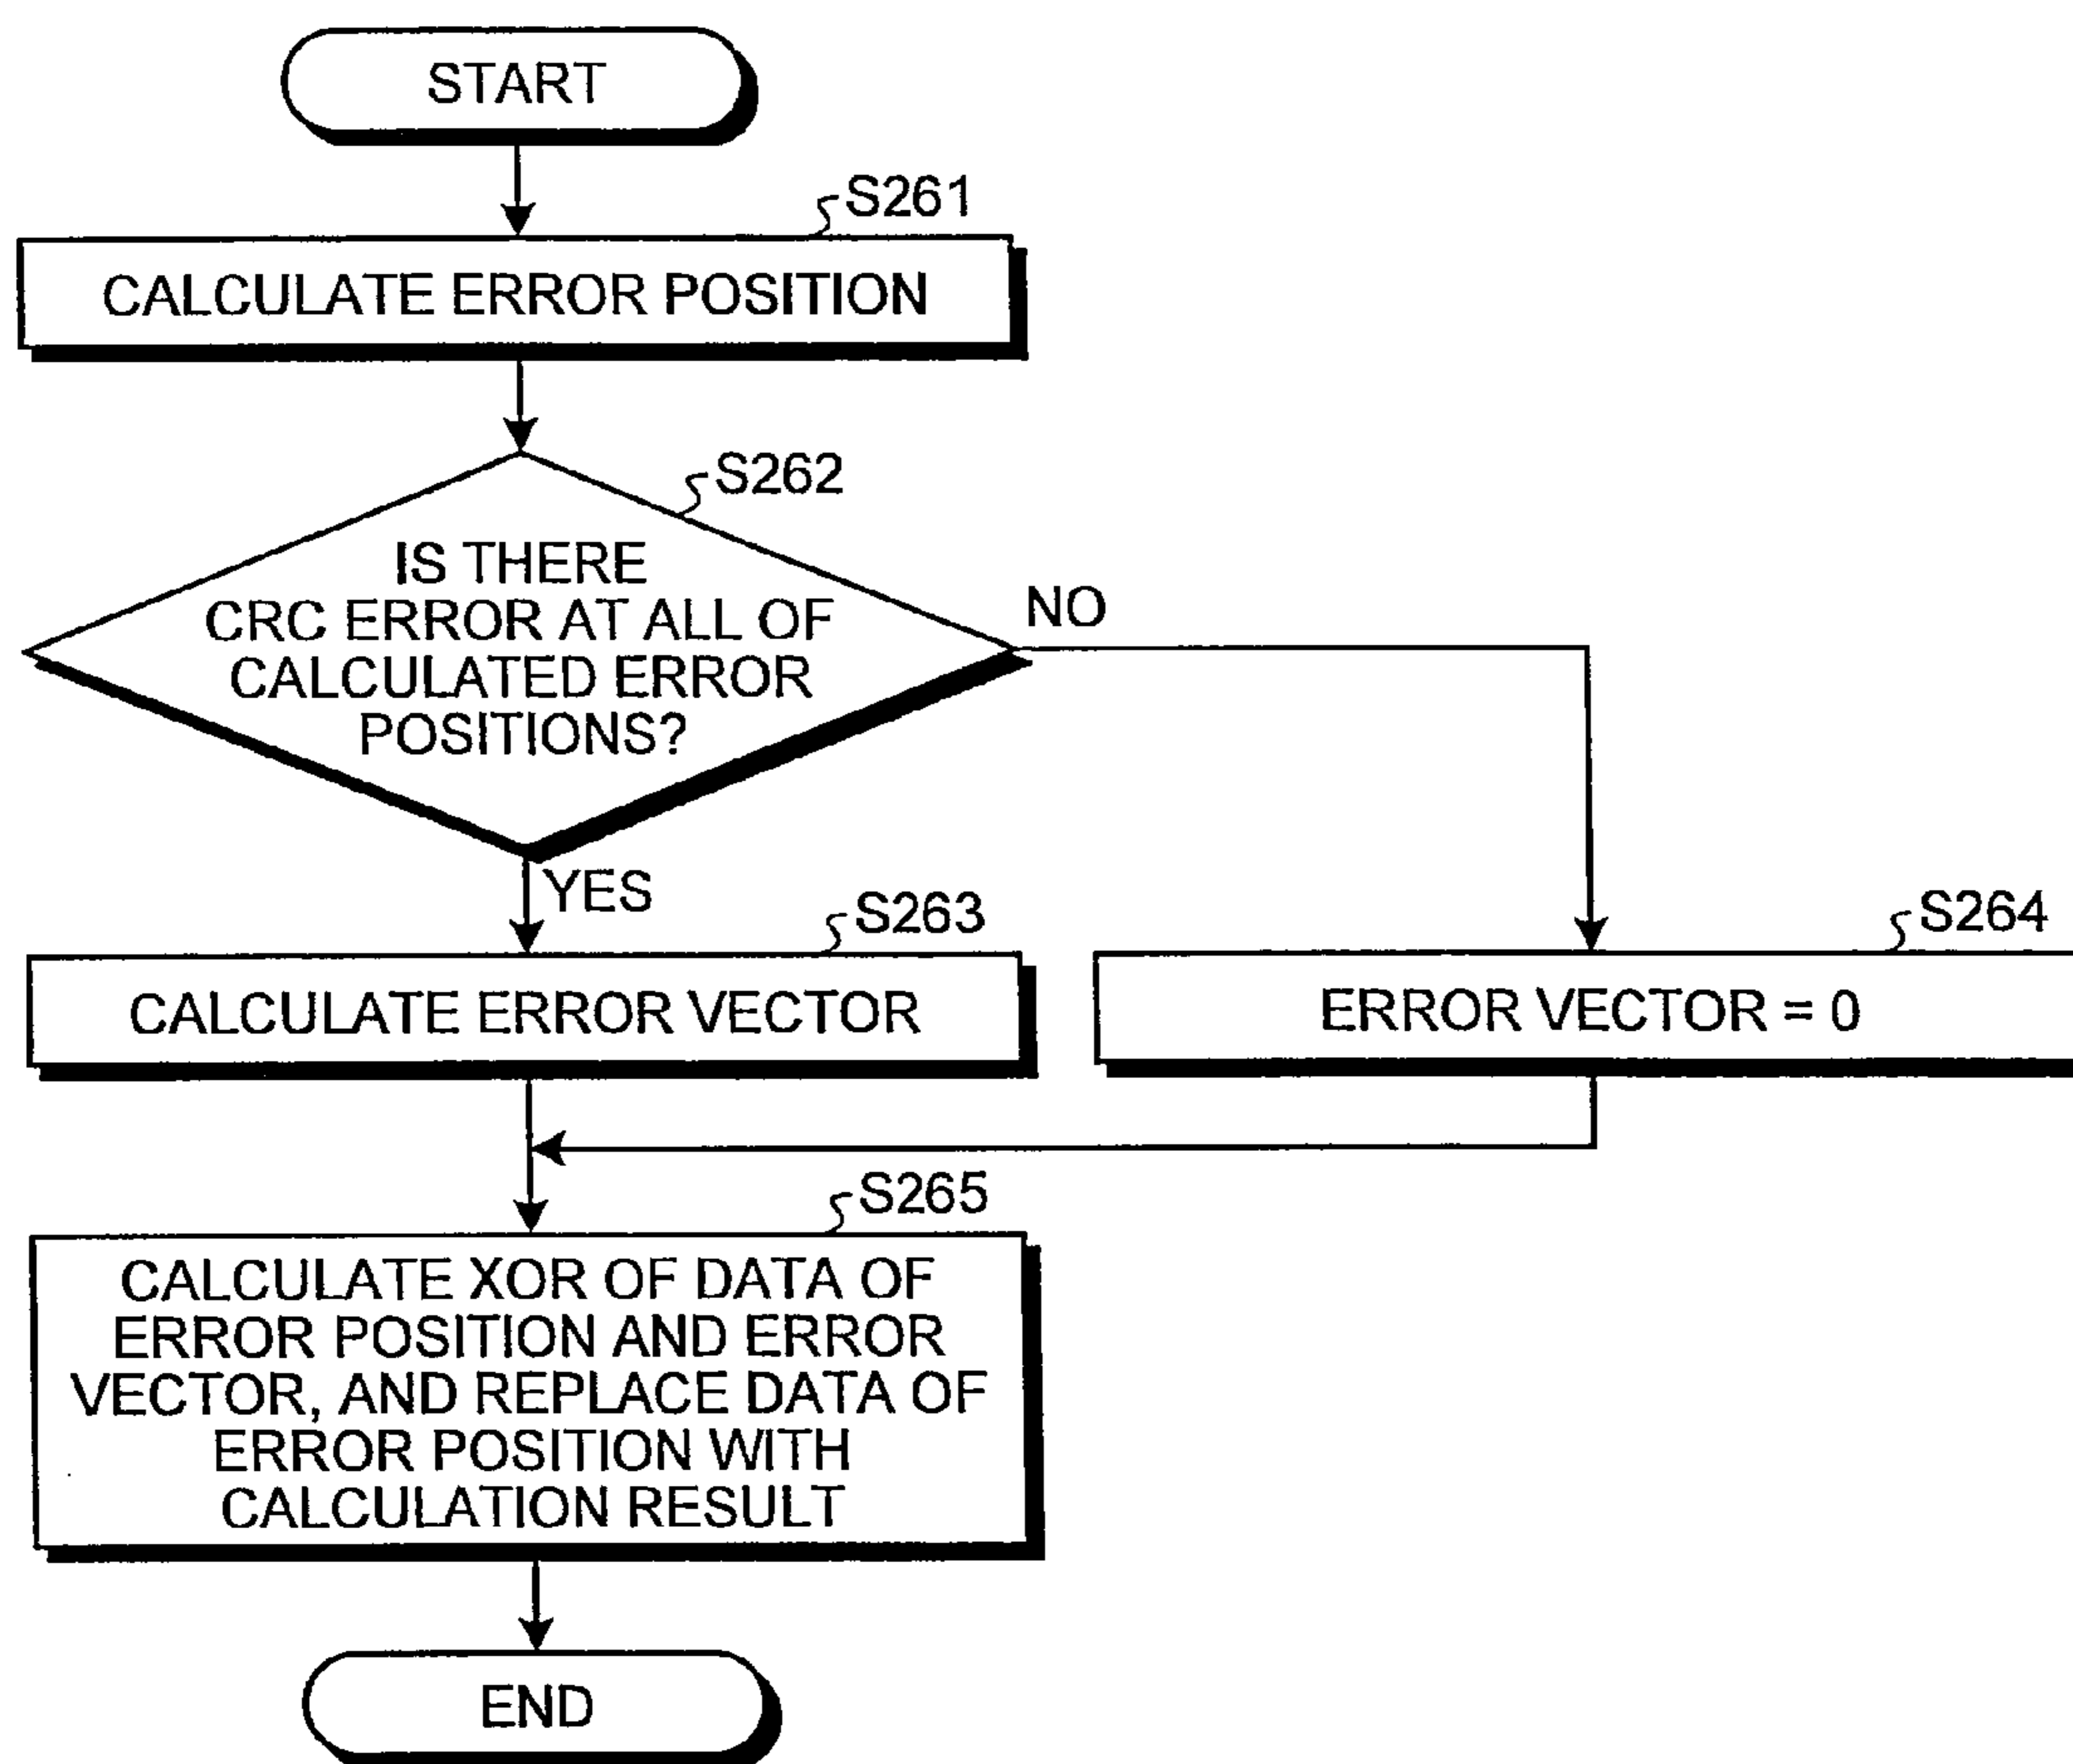 START
S261
CALCULATE ERROR POSITION
S262
IS THERE
CRC ERROR AT ALL OF
CALCULATED ERROR
POSITIONS?
NO
YES
S263
CALCULATE ERROR VECTOR
S264
ERROR VECTOR = 0
S265
CALCULATE XOR OF DATA OF
ERROR POSITION AND ERROR
VECTOR, AND REPLACE DATA OF
ERROR POSITION WITH
CALCULATION RESULT
END